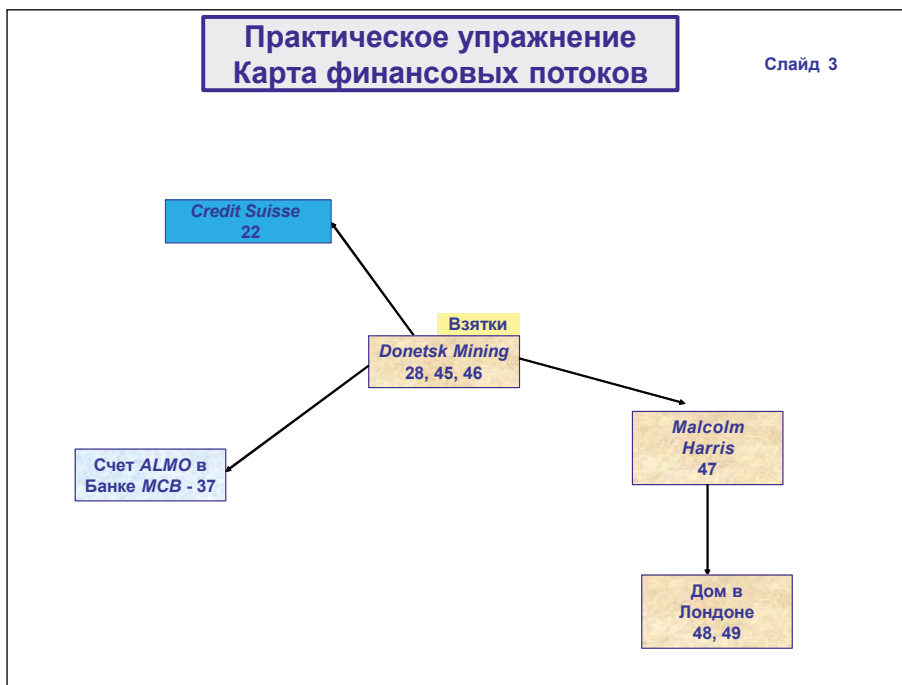 Практическое упражнение
Карта финансовых потоков
Слайд 3
Credit Suisse
22
Взятки
Donetsk Mining
28, 45, 46
Malcolm
Harris
47
Счет ALMO в
Банке MCB - 37
Дом в
Лондоне
48, 49